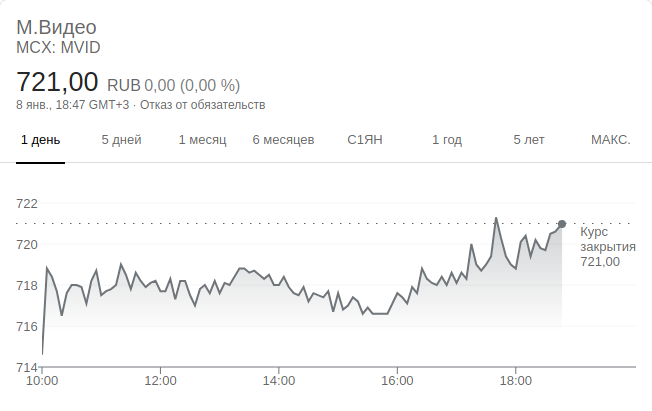 М.Видео
MCX: MVID
721,00 RUB 0,00 (0,00 %)
8 янв., 18:47 GMT+3 · Отказ от обязательств
1 день 5 дней 1 месяц 6 месяцев С1ЯН 1 год 5 лет МАКС.
722
720
718
716
714
Курс
закрытия
721,00
10:00 12:00 14:00 16:00 18:00